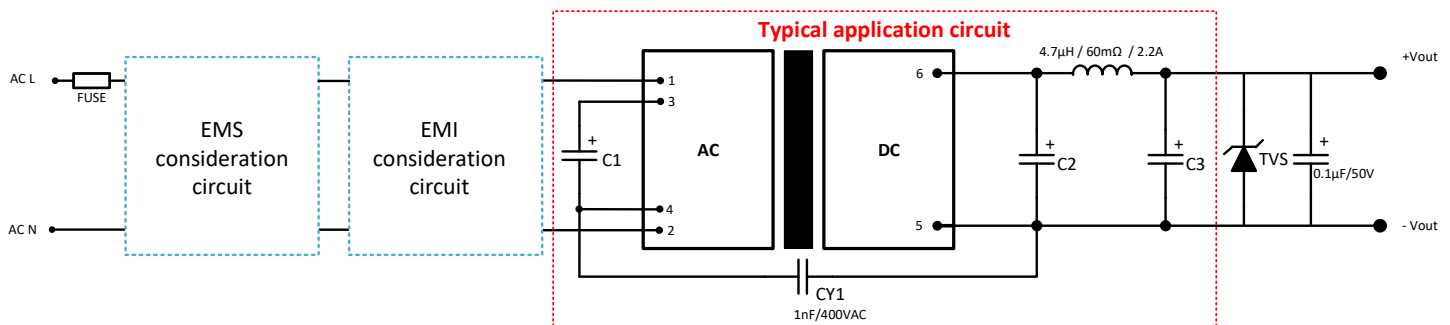 Typical application circuit
4.7µH / 60mΩ / 2.2A
+Vout
AC L
FUSE
EMS
consideration
circuit
EMI
consideration
circuit
1
3
+
C1
4
2
AC
DC
6
5
+
C2
+
C3
TVS
+
0.1µF/50V
AC N
- Vout
CY1
1nF/400VAC